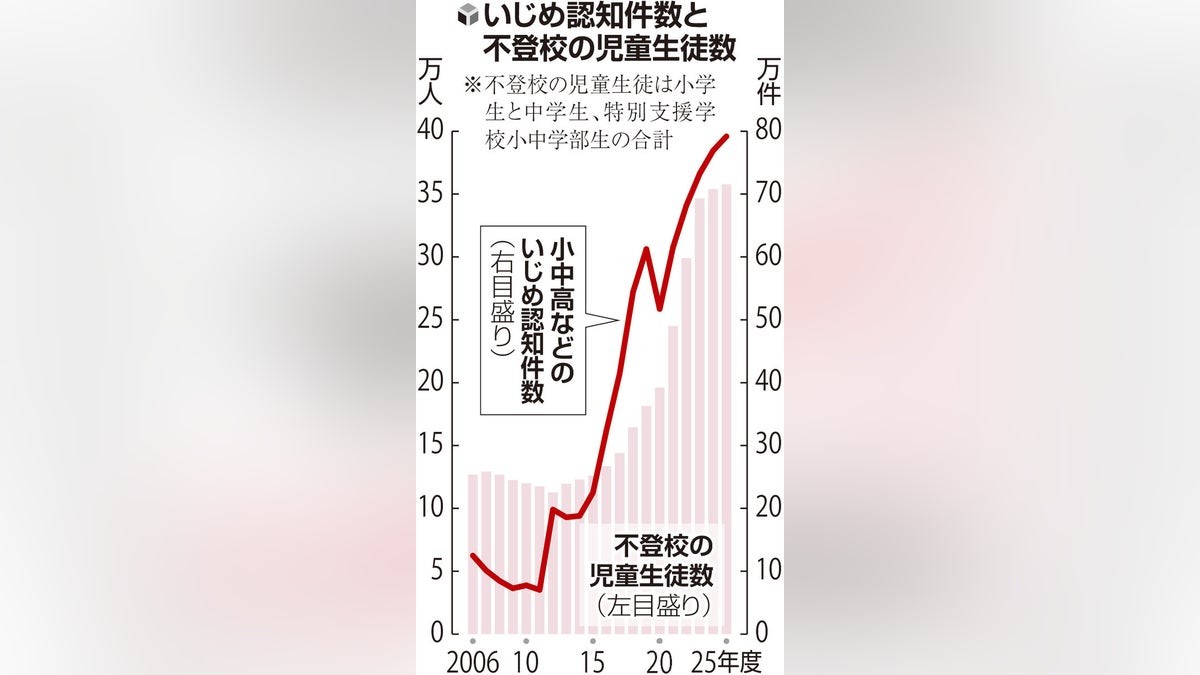 いじめ認知件数と
不登校の児童生徒数
※不登校の児童生徒は小学
生と中学生、特別支援学
校小中学部生の合計
万人
万件
40
35
30
25
20
15
10
5
0
80
70
60
50
40
30
20
10
0
小中高などの
いじめ認知件数
（右目盛り）
不登校の
児童生徒数
（左目盛り）
2006 10 15 20 25年度